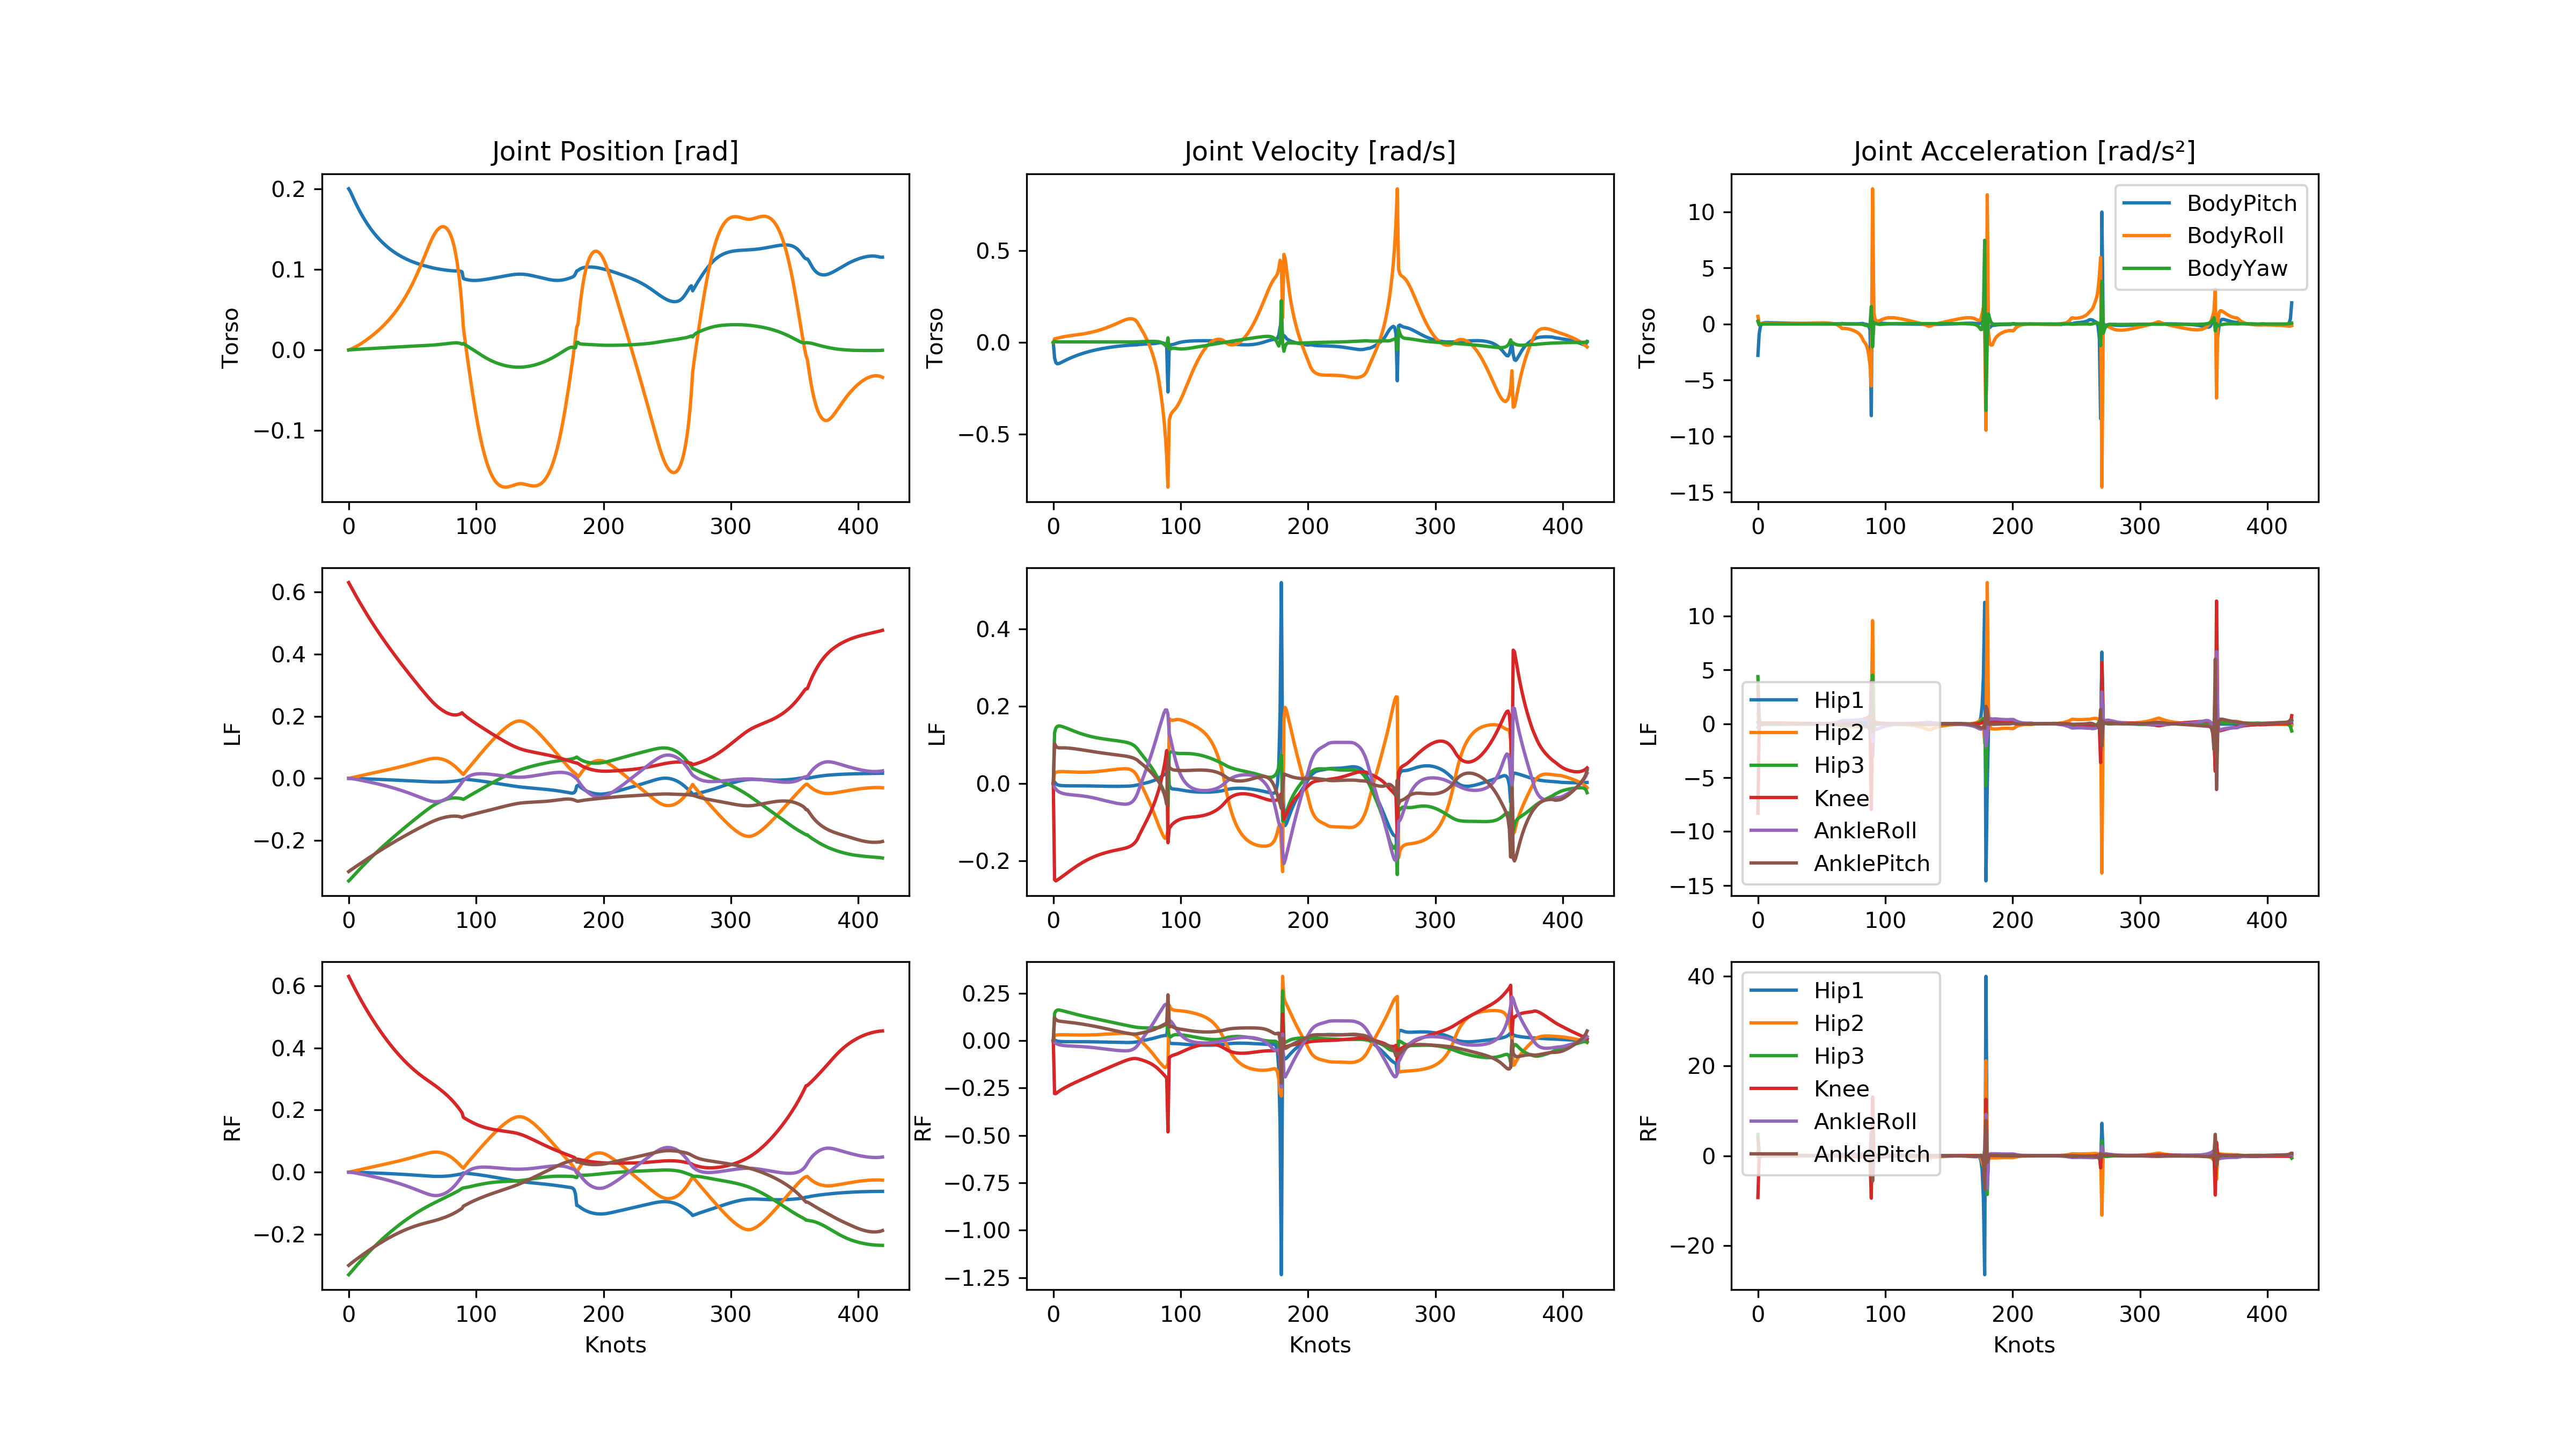 Joint Position [rad]
Joint Velocity [rad/s]
Joint Acceleration [rad/s²]
Torso
0.2
0.1
0.0
−0.1
0 100 200 300 400
Torso
0.5
0.0
−0.5
0 100 200 300 400
Torso
10
5
0
−5
−10
−15
0 100 200 300 400
BodyPitch
BodyRoll
BodyYaw
LF
0.6
0.4
0.2
0.0
−0.2
0 100 200 300 400
LF
0.4
0.2
0.0
−0.2
0 100 200 300 400
LF
10
5
0
−5
−10
−15
0 100 200 300 400
Hip1
Hip2
Hip3
Knee
AnkleRoll
AnklePitch
RF
0.6
0.4
0.2
0.0
−0.2
0 100 200 300 400
Knots
RF
0.25
0.00
−0.25
−0.50
−0.75
−1.00
−1.25
0 100 200 300 400
Knots
RF
40
20
0
−20
0 100 200 300 400
Knots
Hip1
Hip2
Hip3
Knee
AnkleRoll
AnklePitch